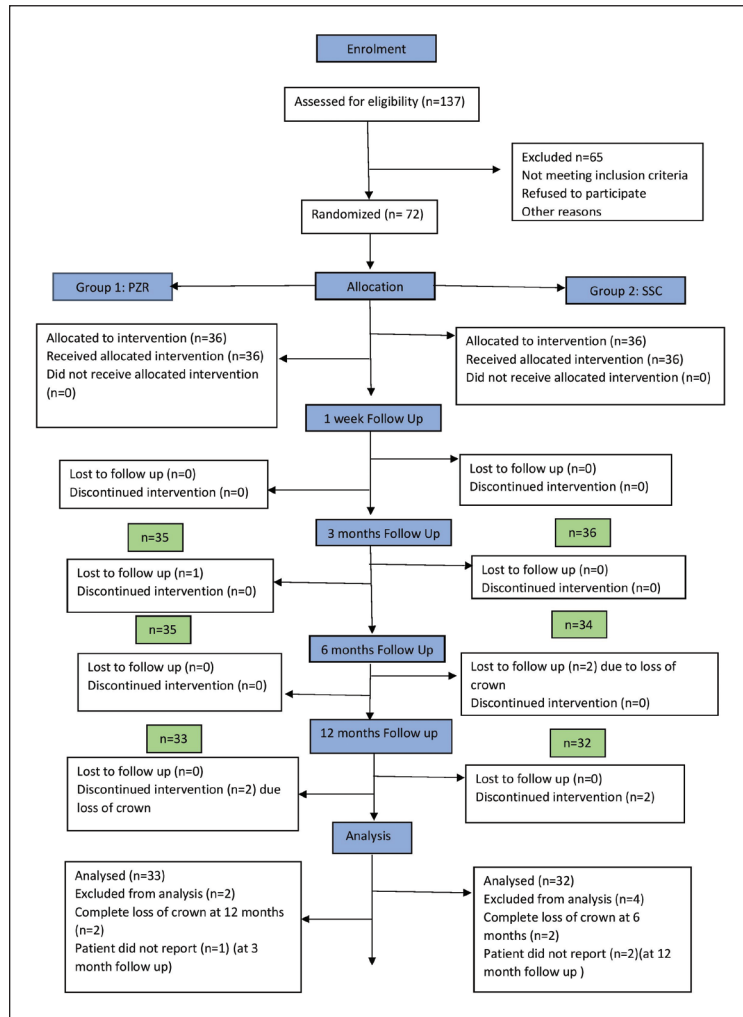 Enrolment
Assessed for eligibility (n=137)
Excluded n=65
Not meeting inclusion criteria
Refused to participate
Other reasons
Randomized (n= 72)
Group 1: PZR
Allocation
Group 2: SSC
Allocated to intervention (n=36)
Received allocated intervention (n=36)
Did not receive allocated intervention
(n=0)
Allocated to intervention (n=36)
Received allocated intervention (n=36)
Did not receive allocated intervention (n=0)
1 week Follow Up
Lost to follow up (n=0)
Discontinued intervention (n=0)
Lost to follow up (n=0)
Discontinued intervention (n=0)
n=35
3 months Follow Up
n=36
Lost to follow up (n=1)
Discontinued intervention (n=0)
Lost to follow up (n=0)
Discontinued intervention (n=0)
n=35
6 months Follow Up
n=34
Lost to follow up (n=0)
Discontinued intervention (n=0)
Lost to follow up (n=2) due to loss of
crown
Discontinued intervention (n=0)
n=33
12 months Follow up
n=32
Lost to follow up (n=0)
Discontinued intervention (n=2) due
loss of crown
Lost to follow up (n=0)
Discontinued intervention (n=2)
Analysis
Analysed (n=33)
Excluded from analysis (n=2)
Complete loss of crown at 12 months
(n=2)
Patient did not report (n=1) (at 3
month follow up)
Analysed (n=32)
Excluded from analysis (n=4)
Complete loss of crown at 6
months (n=2)
Patient did not report (n=2)(at 12
month follow up )